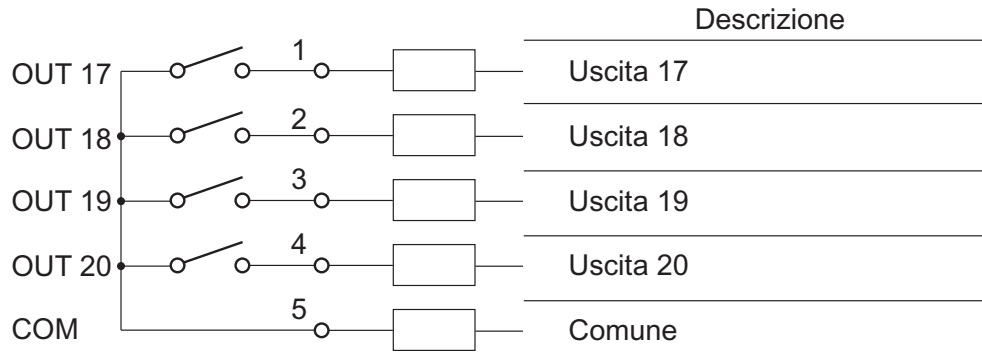 Descrizione
OUT 17 1 Uscita 17
OUT 18 2 Uscita 18
OUT 19 3 Uscita 19
OUT 20 4 Uscita 20
COM 5 Comune